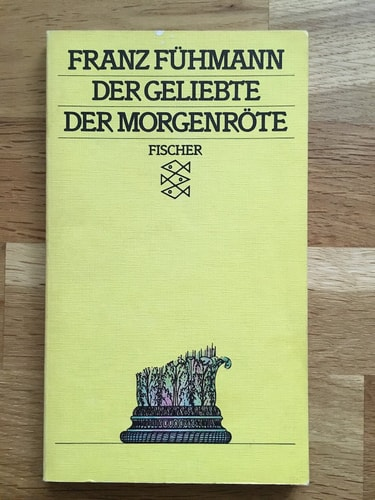 FRANZ FÜHMANN
DER GELIEBTE
DER MORGENRÖTE
FISCHER